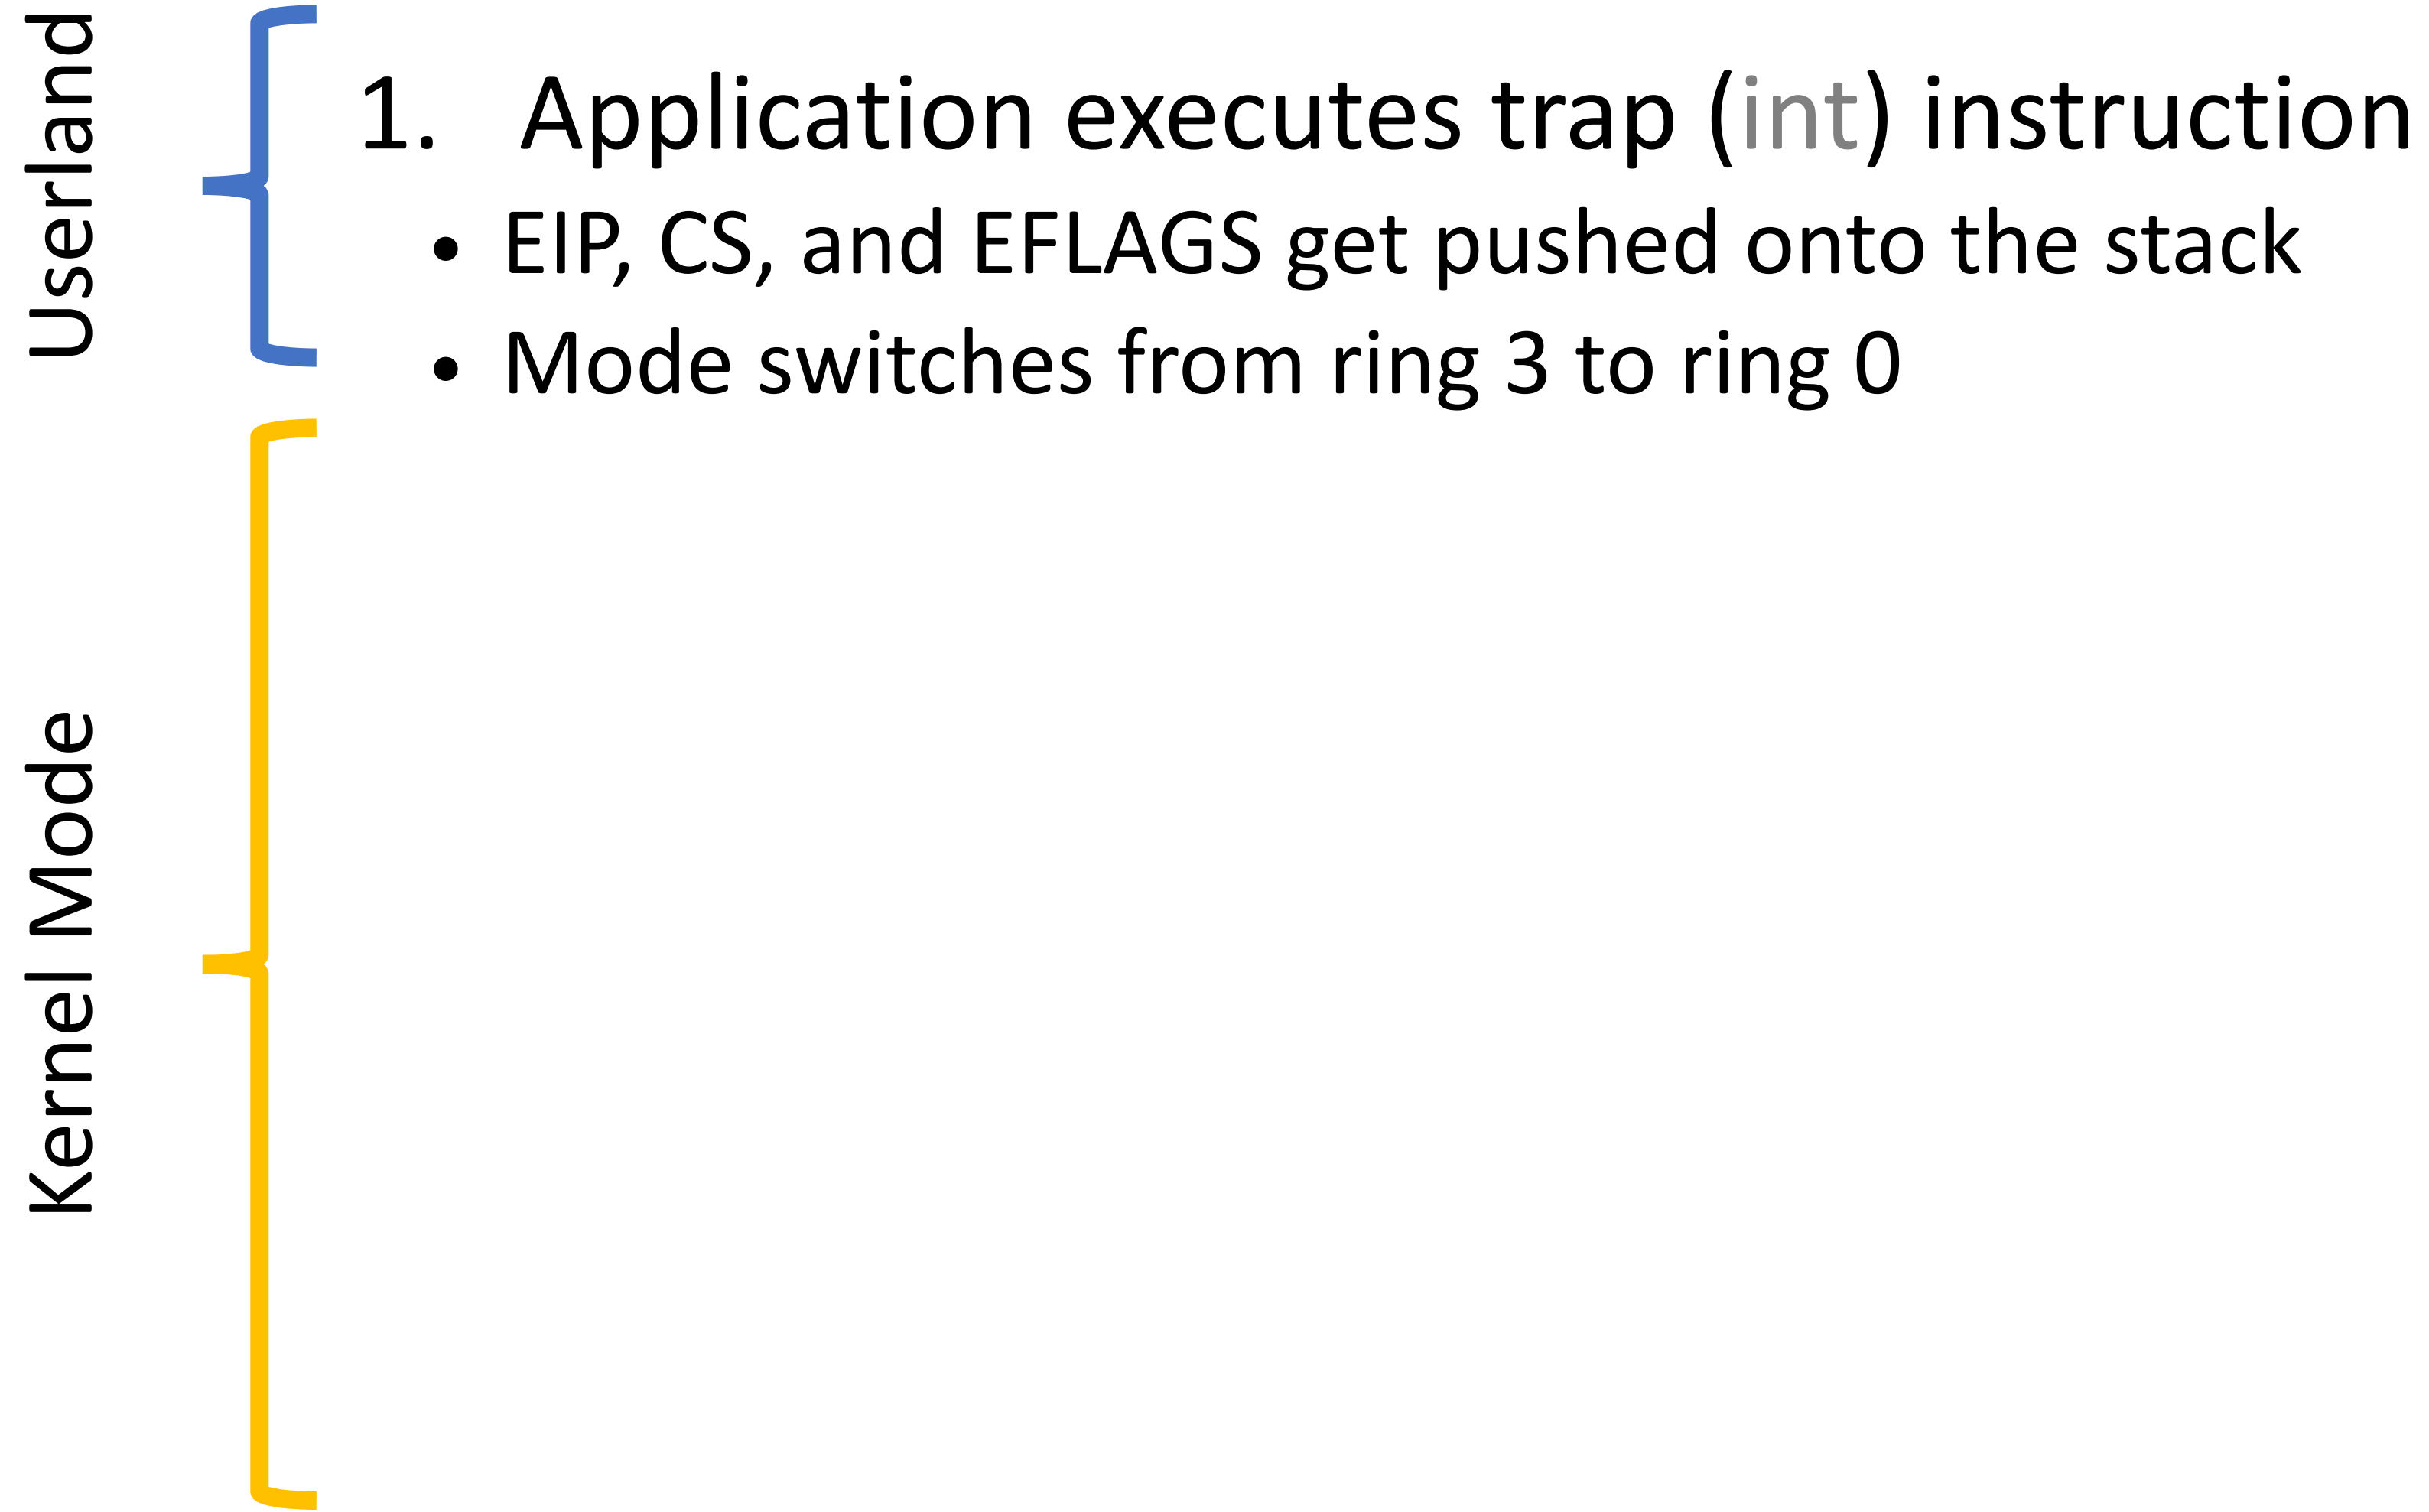 Userland
1. Application executes trap (int) instruction
• EIP, CS, and EFLAGS get pushed onto the stack
• Mode switches from ring 3 to ring 0
Kernel Mode